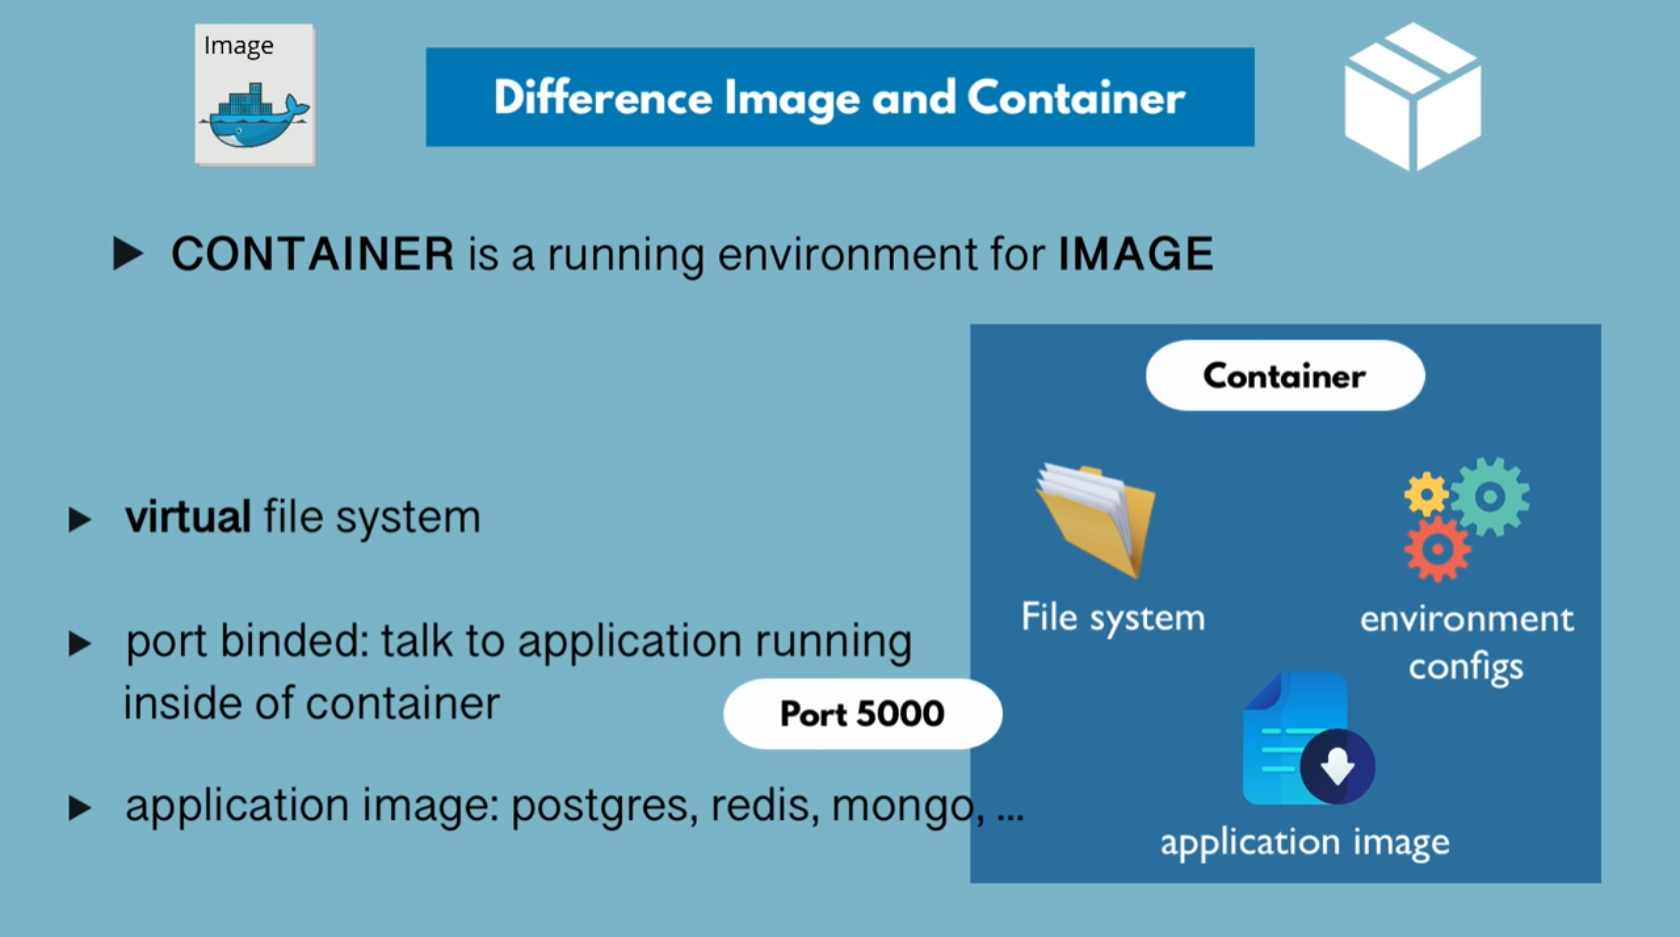 Image
Difference Image and Container
CONTAINER is a running environment for IMAGE
Container
virtual file system
File system
environment
configs
port binded: talk to application running
inside of container
Port 5000
application image: postgres, redis, mongo, ...
application image